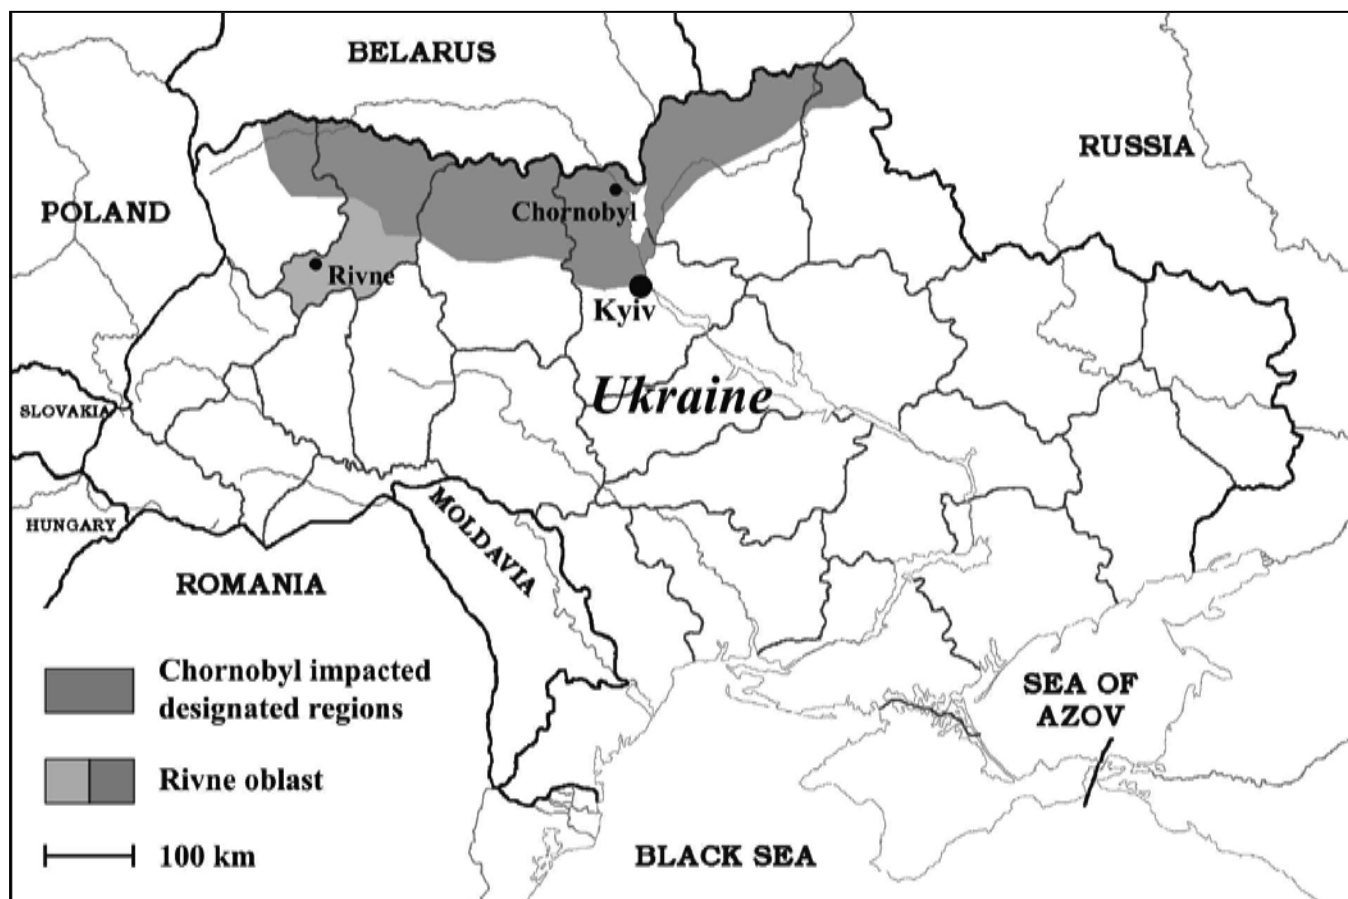 BELARUS
RUSSIA
POLAND
Chornobyl
Rivne
Kyiv
Ukraine
SLOVAKIA
HUNGARY
MOLDAVIA
ROMANIA
Chornobyl impacted
designated regions
SEA OF
AZOV
Rivne oblast
100 km
BLACK SEA